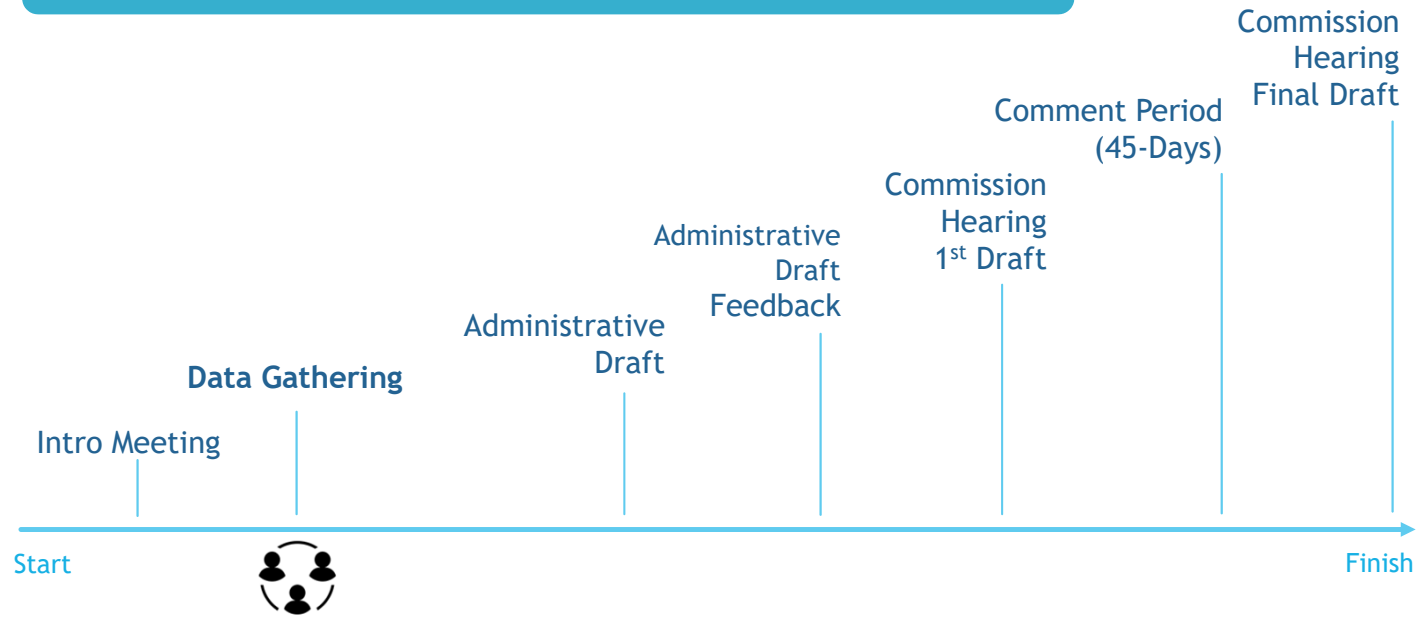 Intro Meeting
Data Gathering
Administrative
Draft
Administrative
Draft
Feedback
Commission
Hearing
1st Draft
Comment Period
(45-Days)
Commission
Hearing
Final Draft
Start
Finish